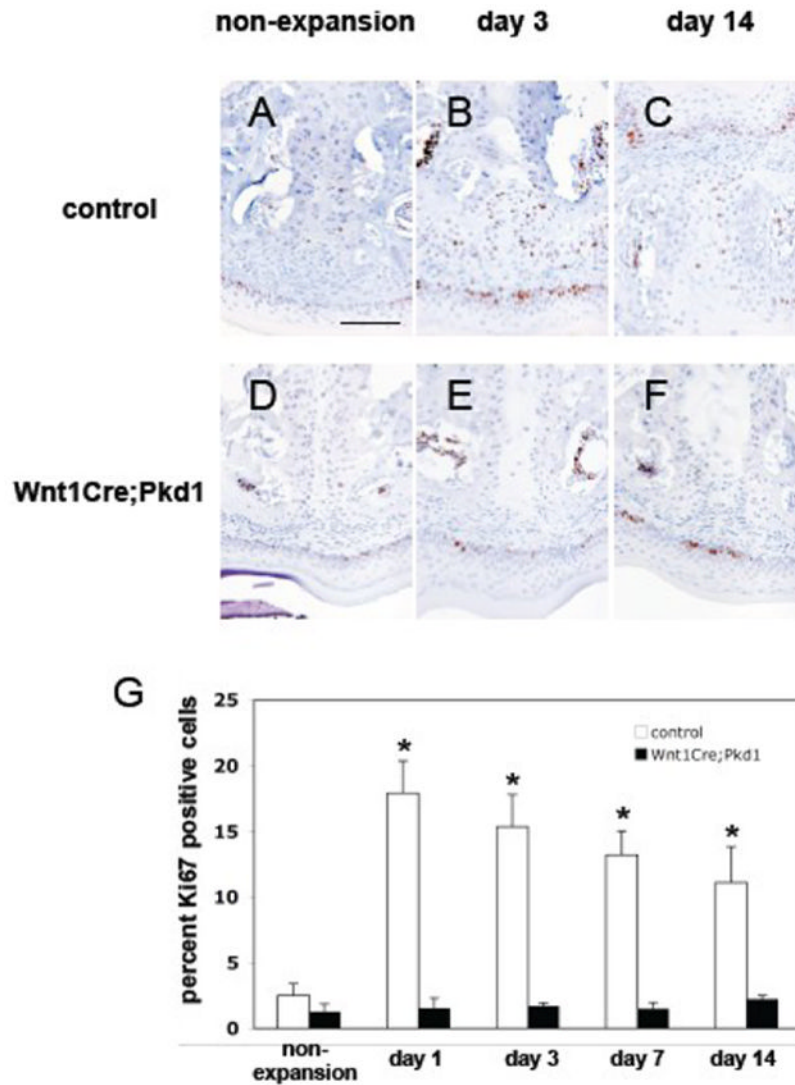 non-expansion day 3 day 14
control
A B C
Wnt1Cre;Pkd1
D E F
G
percent Ki67 positive cells
25
20
15
10
5
0
* * * *
control
Wnt1Cre;Pkd1
non-
expansion
day 1 day 3 day 7 day 14